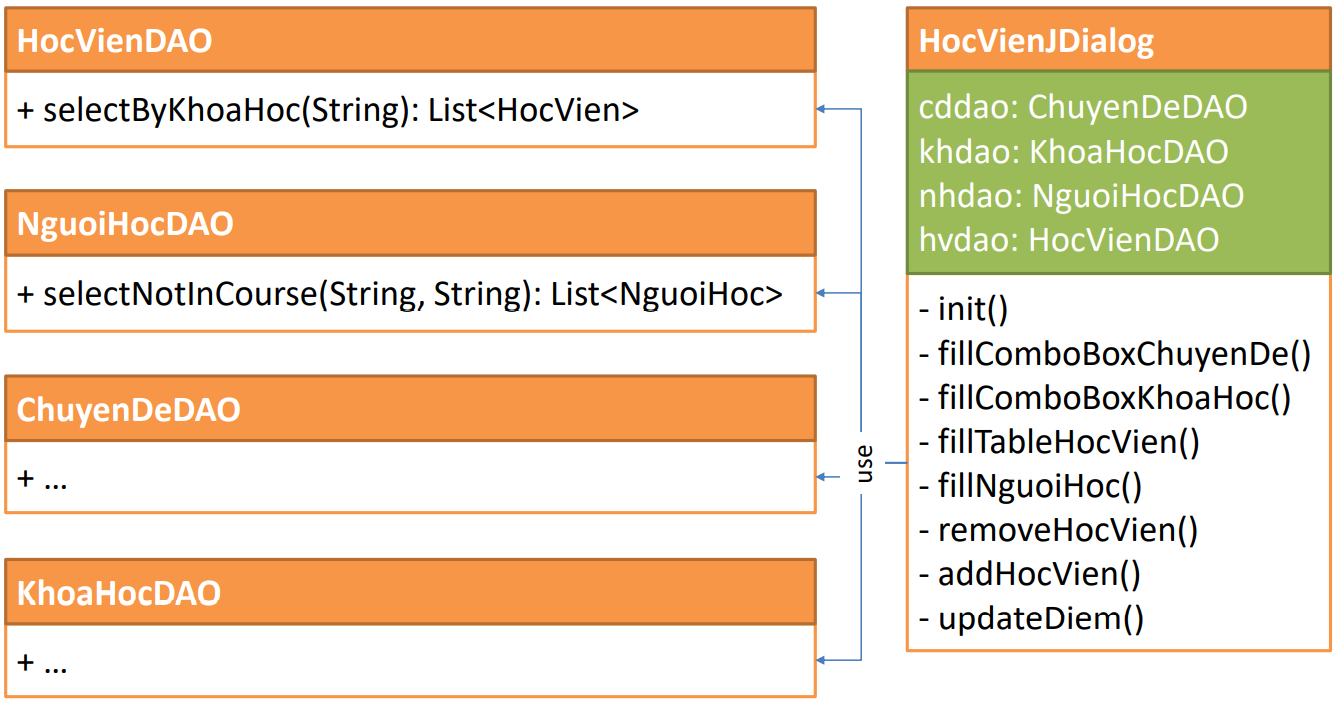 HocVienDAO
+ selectByKhoaHoc(String): List<HocVien>
NguoiHocDAO
+ selectNotInCourse(String, String): List<NguoiHoc>
ChuyenDeDAO
+ ...
KhoaHocDAO
+ ...
use
HocVienJDialog
cddao: ChuyenDeDAO
khdao: KhoaHocDAO
nhdao: NguoiHocDAO
hvdao: HocVienDAO
- init()
- fillComboBoxChuyenDe()
- fillComboBoxKhoaHoc()
- fillTableHocVien()
- fillNguoiHoc()
- removeHocVien()
- addHocVien()
- updateDiem()